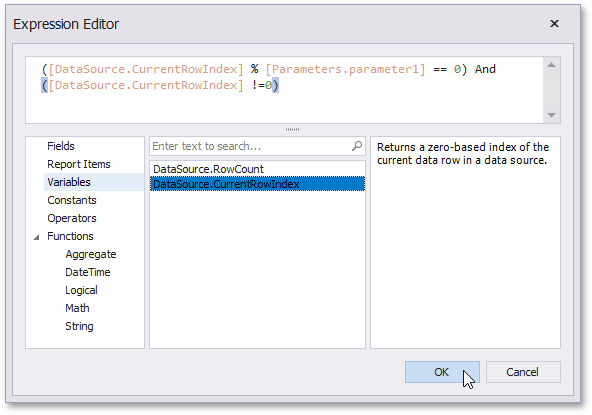 Expression Editor
([DataSource.CurrentRowIndex] % [Parameters.parameter1] == 0) And
([DataSource.CurrentRowIndex] !=0)
Fields
Report Items
Variables
Constants
Operators
Functions
Aggregate
DateTime
Logical
Math
String
Enter text to search...
DataSource.RowCount
DataSource.CurrentRowIndex
Returns a zero-based index of the
current data row in a data source.
OK
Cancel